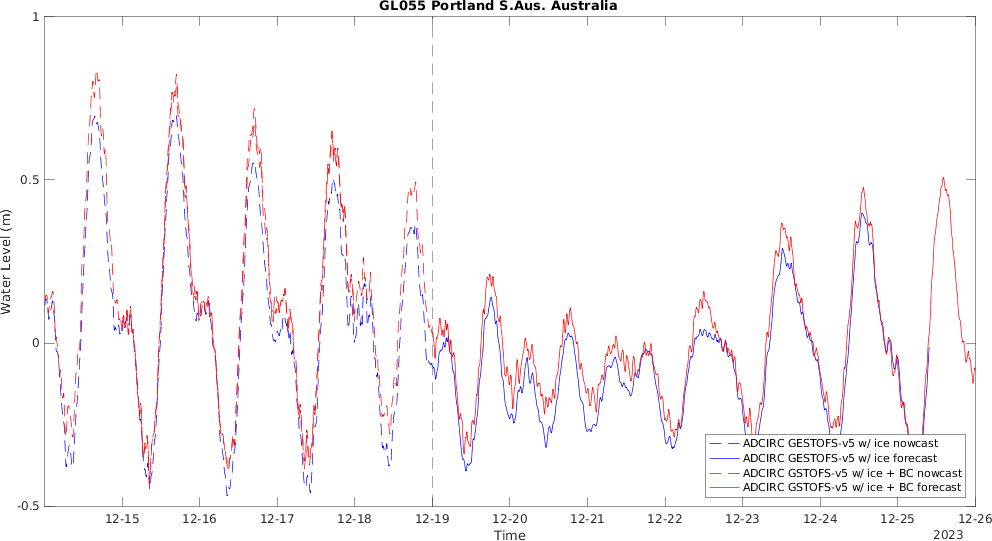 GL055 Portland S.Aus. Australia
Water Level (m)
1
0.5
0
-0.5
12-15 12-16 12-17 12-18 12-19 12-20 12-21 12-22 12-23 12-24 12-25 12-26
Time
2023
ADCIRC GESTOFS-v5 w/ ice nowcast
ADCIRC GESTOFS-v5 w/ ice forecast
ADCIRC GSTOFS-v5 w/ ice + BC nowcast
ADCIRC GSTOFS-v5 w/ ice + BC forecast